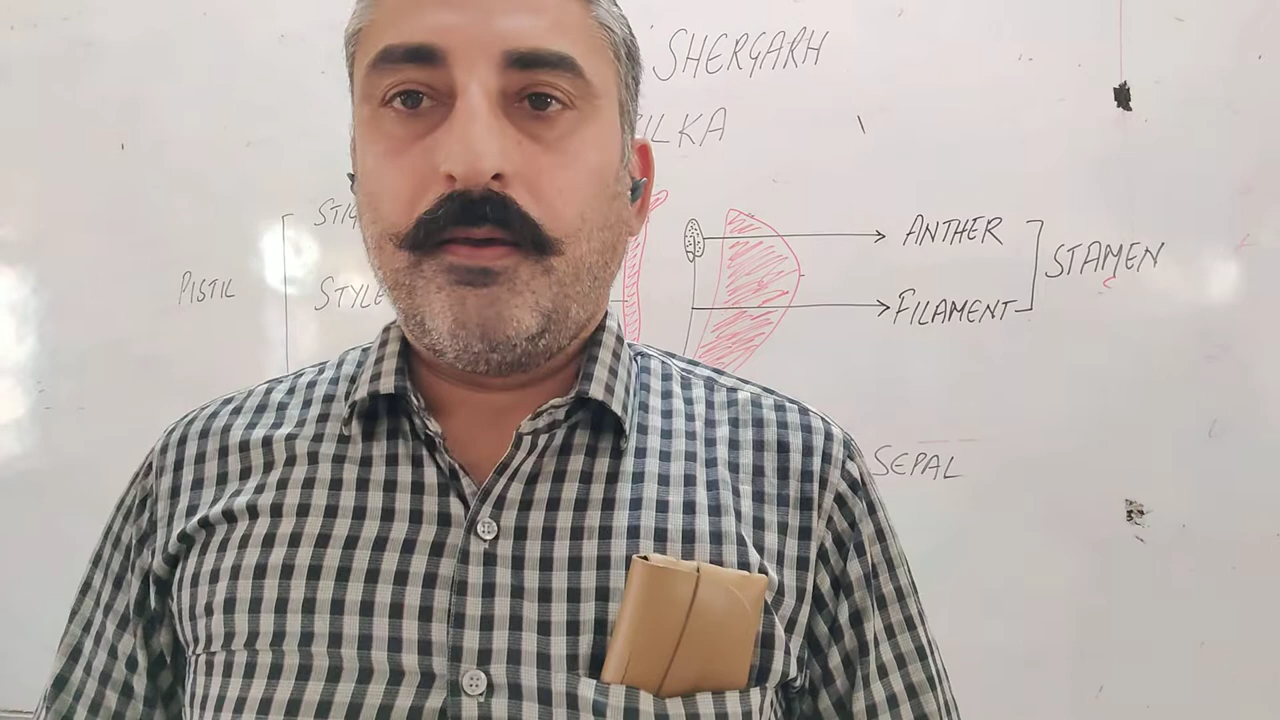 SHERGARH
ILKA
ANTHER
STAMEN
PISTIL
STYLE
FILAMENT
SEPAL